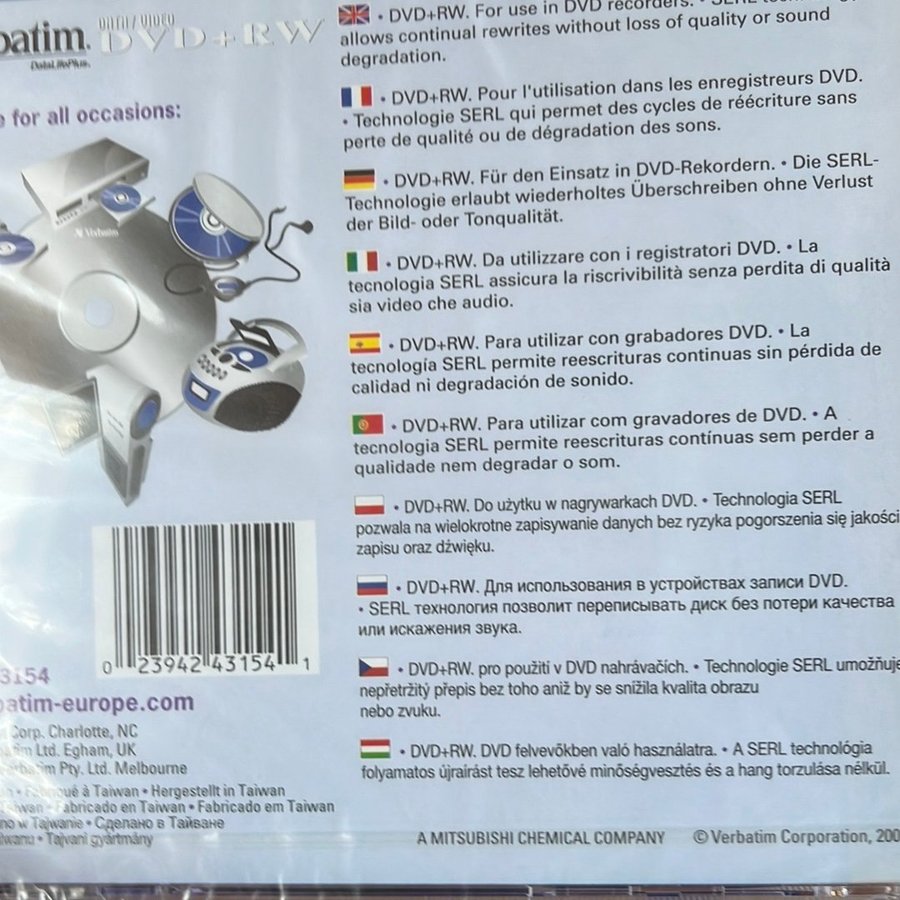 DVD+RW. For use in DVD recorders. • SERL
allows continual rewrites without loss of quality or sound
degradation.
DATA / VIDEO
DVD+RW
DataLifePlus.
for all occasions:
Verbatim
• DVD+RW. Pour l'utilisation dans les enregistreurs DVD.
• Technologie SERL qui permet des cycles de réécriture sans
perte de qualité ou de dégradation des sons.
• DVD+RW. Für den Einsatz in DVD-Rekordern. • Die SERL-
Technologie erlaubt wiederholtes Überschreiben ohne Verlust
der Bild- oder Tonqualität.
• DVD+RW. Da utilizzare con i registratori DVD. • La
tecnologia SERL assicura la riscrivibilità senza perdita di qualità
sia video che audio.
• DVD+RW. Para utilizar con grabadores DVD. • La
tecnología SERL permite reescrituras continuas sin pérdida de
calidad ni degradación de sonido.
• DVD+RW. Para utilizar com gravadores de DVD. • A
tecnologia SERL permite reescrituras contínuas sem perder a
qualidade nem degradar o som.
• DVD+RW. Do użytku w nagrywarkach DVD. • Technologia SERL
pozwala na wielokrotne zapisywanie danych bez ryzyka pogorszenia się jakości
zapisu oraz dźwięku.
• DVD+RW. Для использования в устройствах записи DVD.
• SERL технология позволит переписывать диск без потери качества
или искажения звука.
• DVD+RW. pro použití v DVD nahrávačích. • Technologie SERL umožňuje
nepřetržitý přepis bez toho aniž by se snížila kvalita obrazu
nebo zvuku.
• DVD+RW. DVD felvevőkben való használatra. • A SERL technológia
folyamatos újraírást tesz lehetővé minőségvesztés és a hang torzulása nélkül.
0 23942 43154 1
43154
batim-europe.com
Corp. Charlotte, NC
Ltd. Egham, UK
Pty. Ltd. Melbourne
Fabriqué à Taiwan • Hergestellt in Taiwan
Taiwan • Fabricado en Taiwan • Fabricado em Taiwan
w Tajwanie • Сделано в Тайване
Tajvani gyártmány
A MITSUBISHI CHEMICAL COMPANY
© Verbatim Corporation, 200